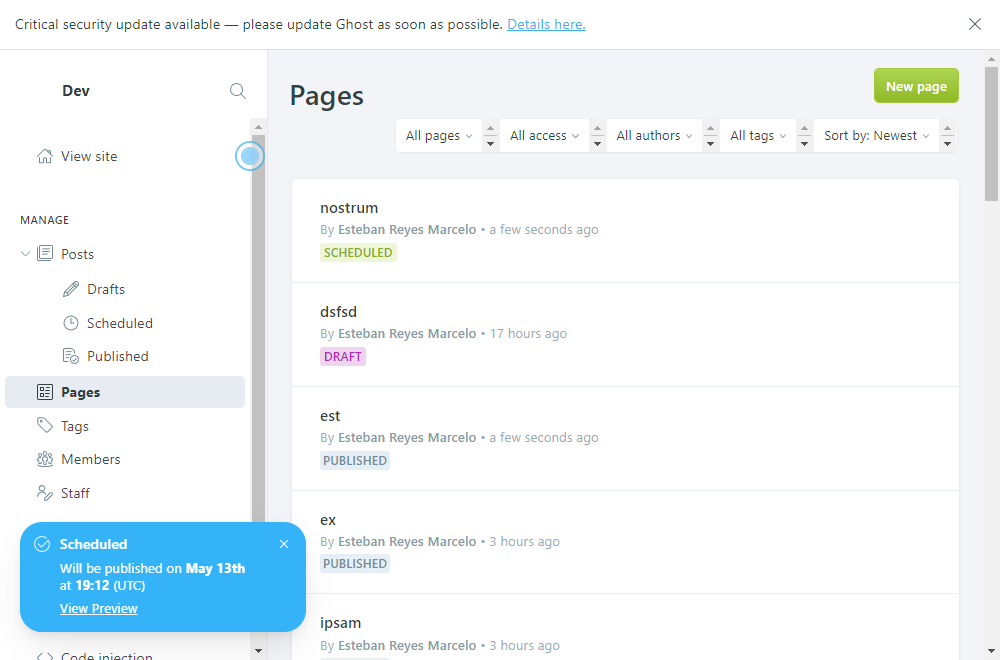 Critical security update available — please update Ghost as soon as possible. Details here.
Dev
View site
MANAGE
Posts
Drafts
Scheduled
Published
Pages
Tags
Members
Staff
Scheduled
Will be published on May 13th
at 19:12 (UTC)
View Preview
Code injection
Pages
New page
All pages
All access
All authors
All tags
Sort by: Newest
nostrum
By Esteban Reyes Marcelo • a few seconds ago
SCHEDULED
dsfsd
By Esteban Reyes Marcelo • 17 hours ago
DRAFT
est
By Esteban Reyes Marcelo • a few seconds ago
PUBLISHED
ex
By Esteban Reyes Marcelo • 3 hours ago
PUBLISHED
ipsam
By Esteban Reyes Marcelo • 3 hours ago